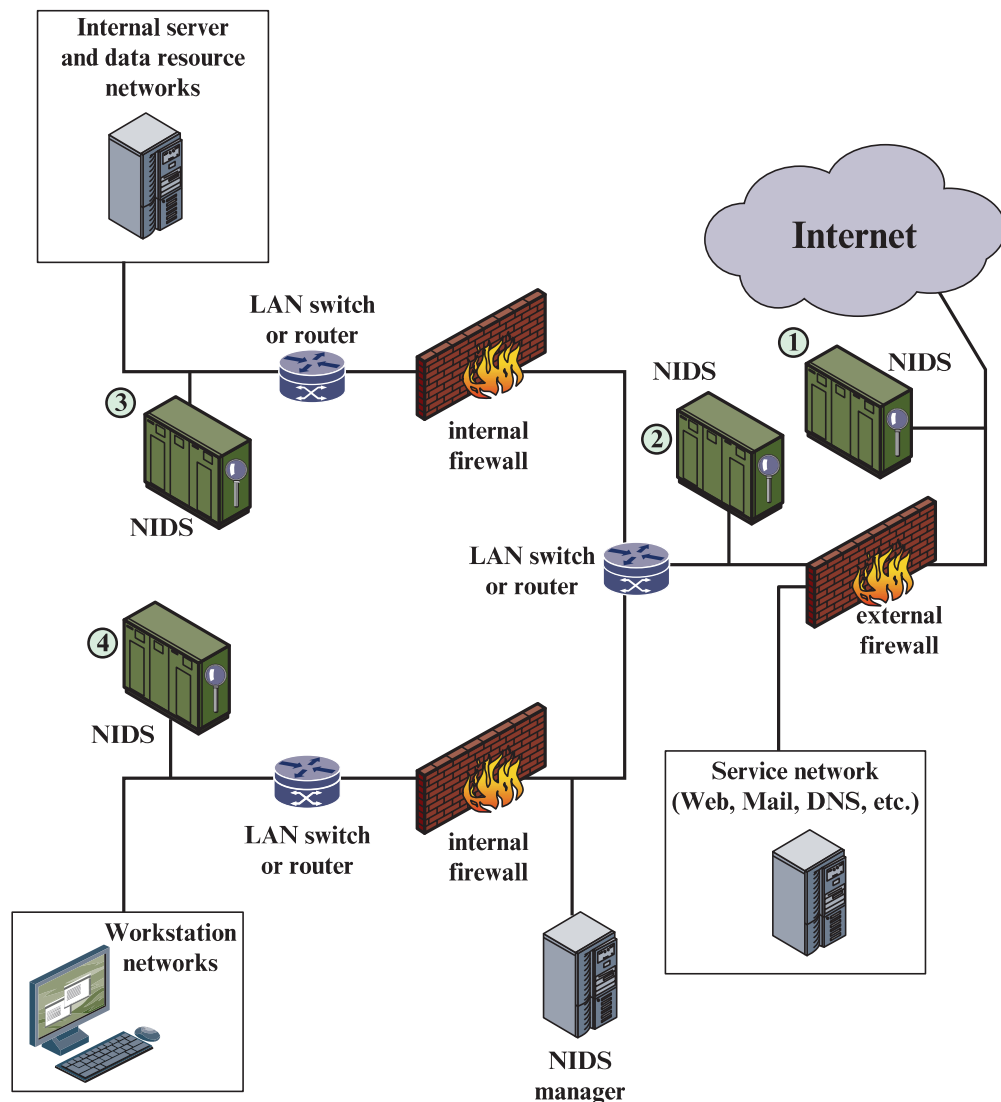 Internal server
and data resource
networks
Internet
LAN switch
or router
1
NIDS
NIDS
2
3
internal
firewall
NIDS
LAN switch
or router
external
firewall
4
NIDS
Service network
(Web, Mail, DNS, etc.)
LAN switch
or router
internal
firewall
Workstation
networks
NIDS
manager